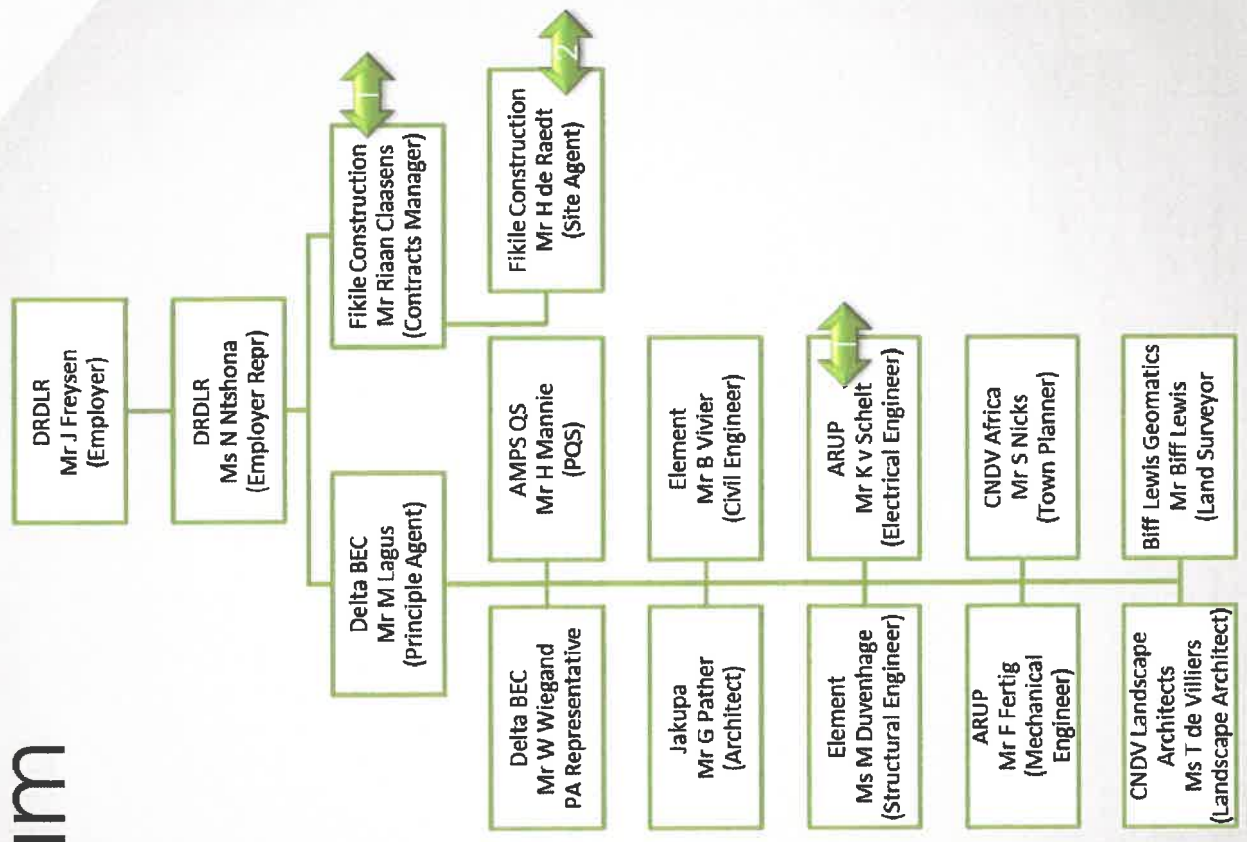 DRDLR
Mr J Freysen
(Employer)
DRDLR
Ms N Ntshona
(Employer Repr)
Delta BEC
Mr M Lagus
(Principle Agent)
Fikile Construction
Mr Riaan Claasens
(Contracts Manager)
1
Fikile Construction
Mr H de Raedt
(Site Agent)
2
Delta BEC
Mr W Wiegand
PA Representative
AMPS QS
Mr H Mannie
(PQS)
Jakupa
Mr G Pather
(Architect)
Element
Mr B Vivier
(Civil Engineer)
Element
Ms M Duvenhage
(Structural Engineer)
ARUP
Mr K v Schelt
(Electrical Engineer)
1
ARUP
Mr F Fertig
(Mechanical
Engineer)
CNDV Africa
Mr S Nicks
(Town Planner)
CNDV Landscape
Architects
Ms T de Villiers
(Landscape Architect)
Biff Lewis Geomatics
Mr Biff Lewis
(Land Surveyor)